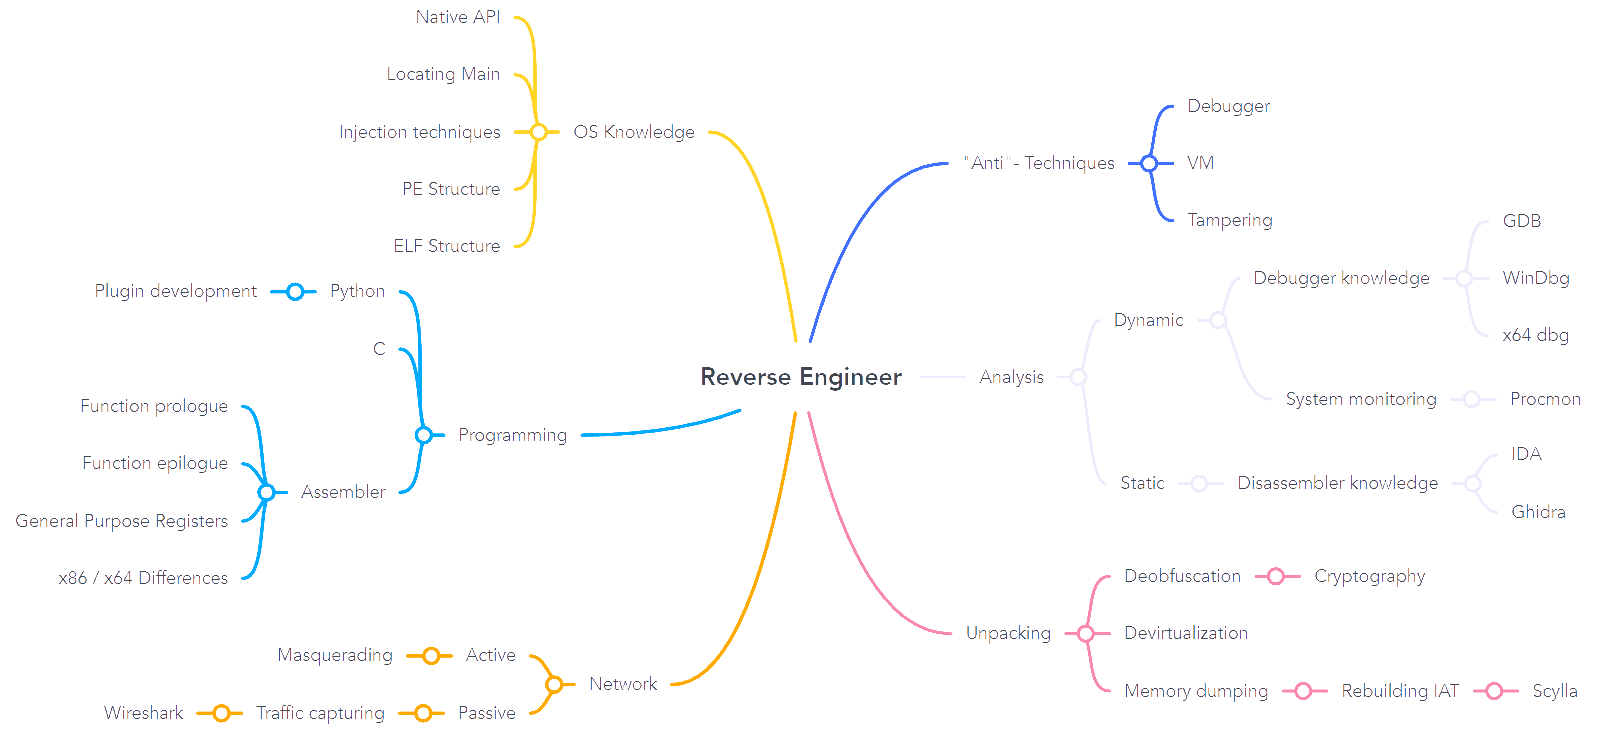 Native API
Locating Main
Injection techniques
OS Knowledge
PE Structure
ELF Structure
Plugin development
Python
C
Function prologue
Programming
Function epilogue
Assembler
General Purpose Registers
x86 / x64 Differences
Masquerading
Active
Network
Wireshark
Traffic capturing
Passive
Reverse Engineer
"Anti"- Techniques
Debugger
VM
Tampering
Analysis
Dynamic
Debugger knowledge
GDB
WinDbg
x64 dbg
System monitoring
Procmon
Static
Disassembler knowledge
IDA
Ghidra
Unpacking
Deobfuscation
Cryptography
Devirtualization
Memory dumping
Rebuilding IAT
Scylla